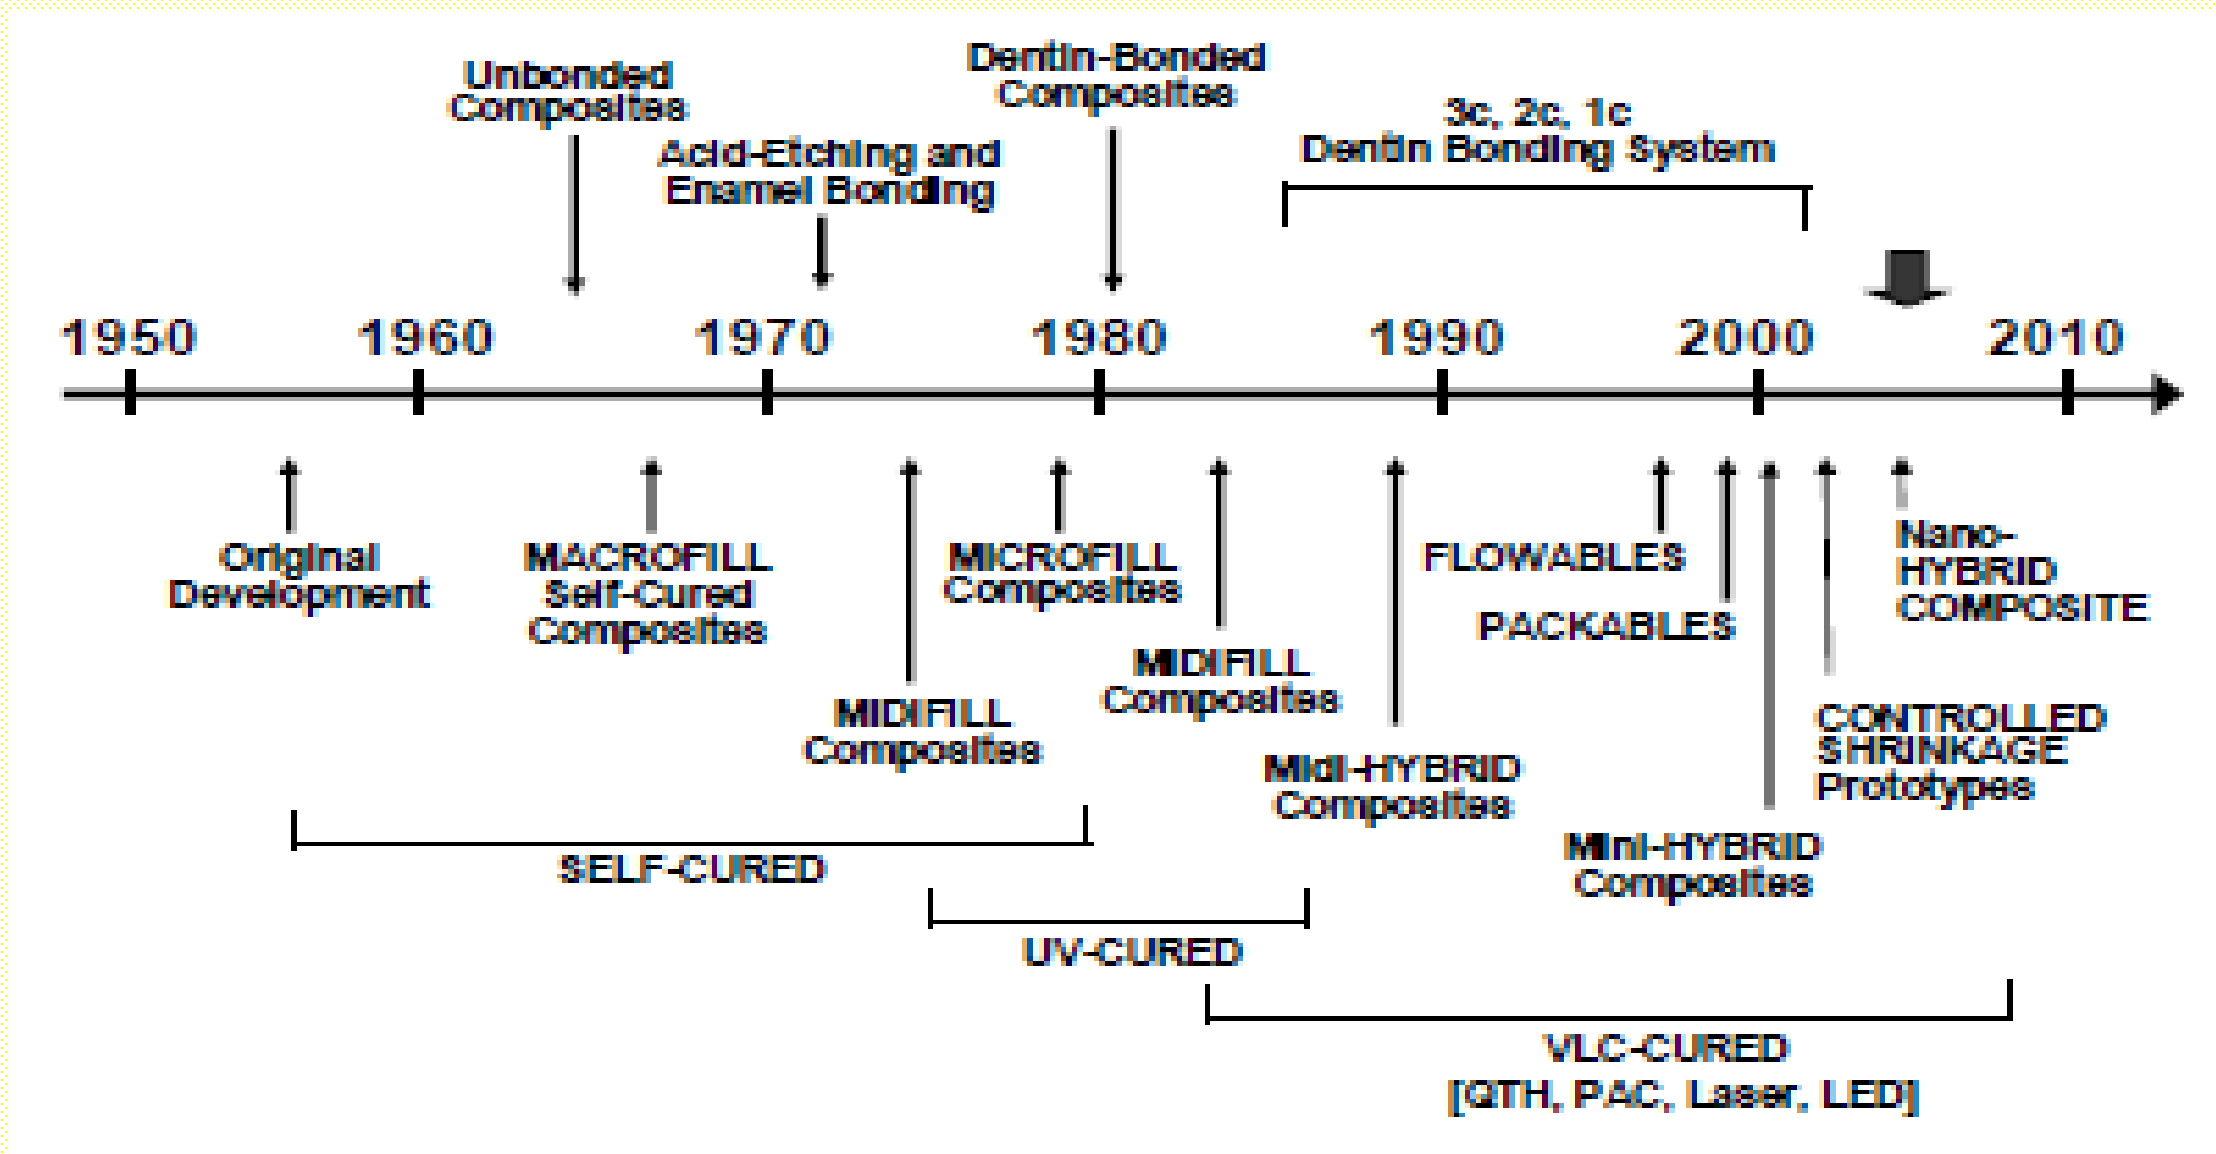 Unbonded
Composites
Acid-Etching and
Enamel Bonding
Dentin-Bonded
Composites
3c, 2c, 1c
Dentin Bonding System
1950
1960
1970
1980
1990
2000
2010
Original
Development
MACROFILL
Self-Cured
Composites
MIDIFILL
Composites
MICROFILL
Composites
MIDIFILL
Composites
Midi-HYBRID
Composites
FLOWABLES
PACKABLES
Mini-HYBRID
Composites
CONTROLLED
SHRINKAGE
Prototypes
Nano-
HYBRID
COMPOSITE
SELF-CURED
UV-CURED
VLC-CURED
[QTH, PAC, Laser, LED]